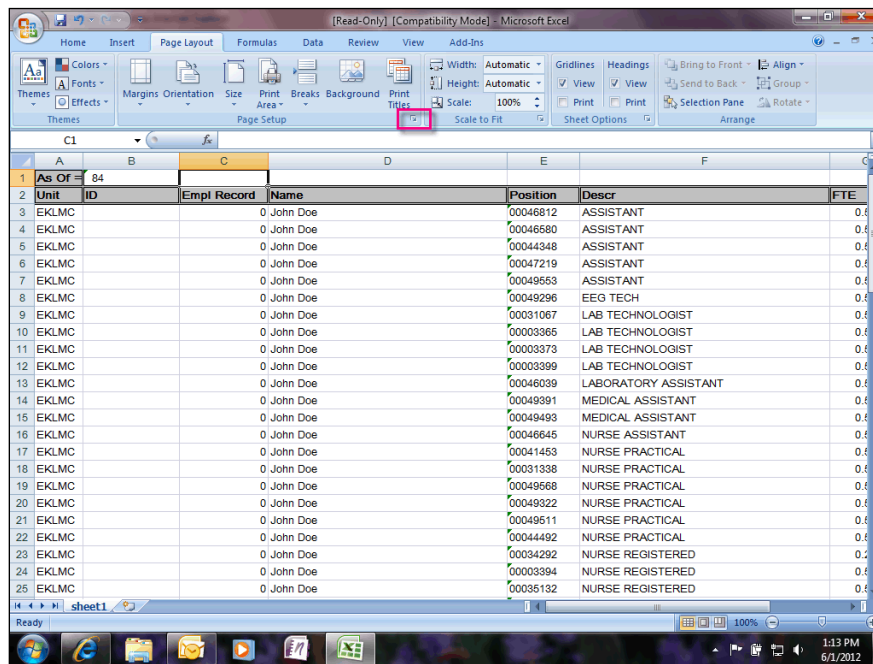 [Read-Only] [Compatibility Mode] - Microsoft Excel
Home Insert Page Layout Formulas Data Review View Add-Ins
Colors Width: Automatic Gridlines Headings Bring to Front Align
Aa A Fonts Height: Automatic View View Send to Back Group
Themes Effects Margins Orientation Size Print Area Breaks Background Print Titles Scale: 100% Print Print Selection Pane Rotate
Themes Page Setup Scale to Fit Sheet Options Arrange
C1 fx
A B C D E F
1 As Of = 84
2 Unit ID Empl Record Name Position Descr FTE
3 EKLMC 0 John Doe 00046812 ASSISTANT
4 EKLMC 0 John Doe 00046580 ASSISTANT
5 EKLMC 0 John Doe 00044348 ASSISTANT
6 EKLMC 0 John Doe 00047219 ASSISTANT
7 EKLMC 0 John Doe 00049553 ASSISTANT
8 EKLMC 0 John Doe 00049296 EEG TECH
9 EKLMC 0 John Doe 00031067 LAB TECHNOLOGIST
10 EKLMC 0 John Doe 00003365 LAB TECHNOLOGIST
11 EKLMC 0 John Doe 00003373 LAB TECHNOLOGIST
12 EKLMC 0 John Doe 00003399 LAB TECHNOLOGIST
13 EKLMC 0 John Doe 00046039 LABORATORY ASSISTANT
14 EKLMC 0 John Doe 00049391 MEDICAL ASSISTANT
15 EKLMC 0 John Doe 00049493 MEDICAL ASSISTANT
16 EKLMC 0 John Doe 00046645 NURSE ASSISTANT
17 EKLMC 0 John Doe 00041453 NURSE PRACTICAL
18 EKLMC 0 John Doe 00031338 NURSE PRACTICAL
19 EKLMC 0 John Doe 00049568 NURSE PRACTICAL
20 EKLMC 0 John Doe 00049322 NURSE PRACTICAL
21 EKLMC 0 John Doe 00049511 NURSE PRACTICAL
22 EKLMC 0 John Doe 00044492 NURSE PRACTICAL
23 EKLMC 0 John Doe 00034292 NURSE REGISTERED
24 EKLMC 0 John Doe 00003394 NURSE REGISTERED
25 EKLMC 0 John Doe 00035132 NURSE REGISTERED
sheet1
Ready 100%
1:13 PM
6/1/2012